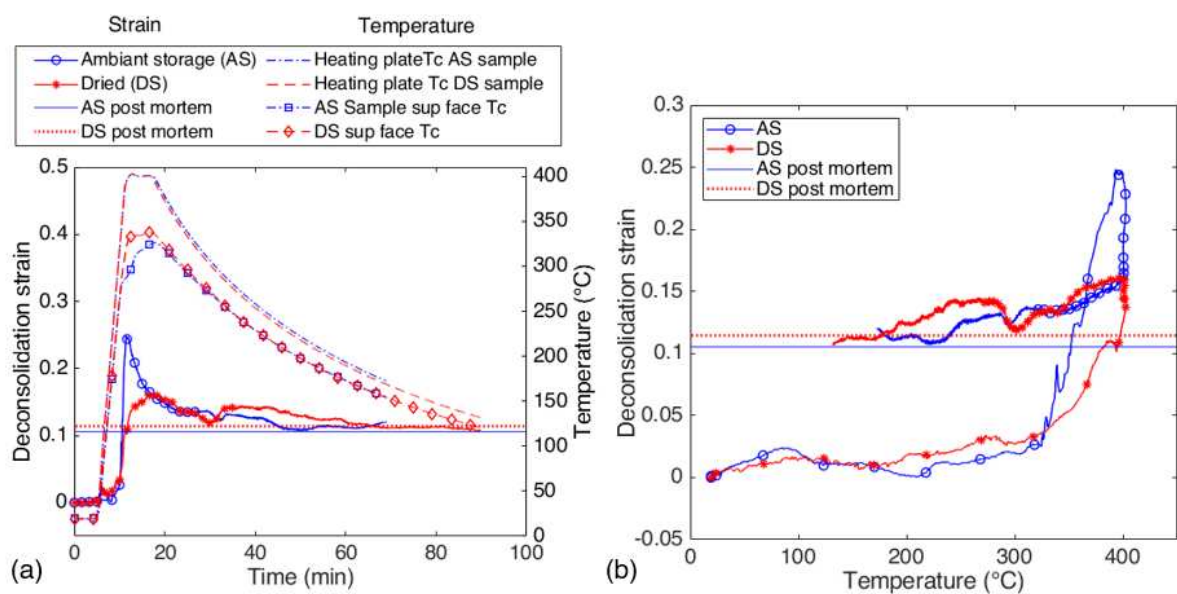 Strain Temperature
Ambiant storage (AS) Heating plateTc AS sample
Dried (DS) Heating plate Tc DS sample
AS post mortem AS Sample sup face Tc
DS post mortem DS sup face Tc
0.5
0.4
0.3
0.2
0.1
0
Deconsolidation strain
400
350
300
250
200
150
100
50
0
Temperature (°C)
0 20 40 60 80 100
Time (min)
(a)
AS
DS
AS post mortem
DS post mortem
0.3
0.25
0.2
0.15
0.1
0.05
0
-0.05
Deconsolidation strain
0 100 200 300 400
Temperature (°C)
(b)